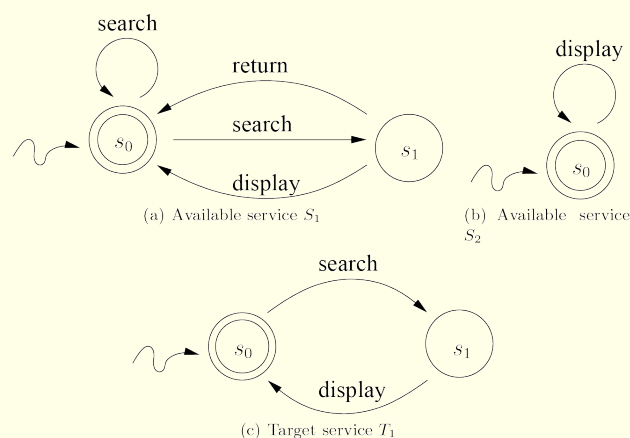 search
return
search
display
s0
s1
(a) Available service S1
display
s0
(b) Available service
S2
search
s0
s1
display
(c) Target service T1